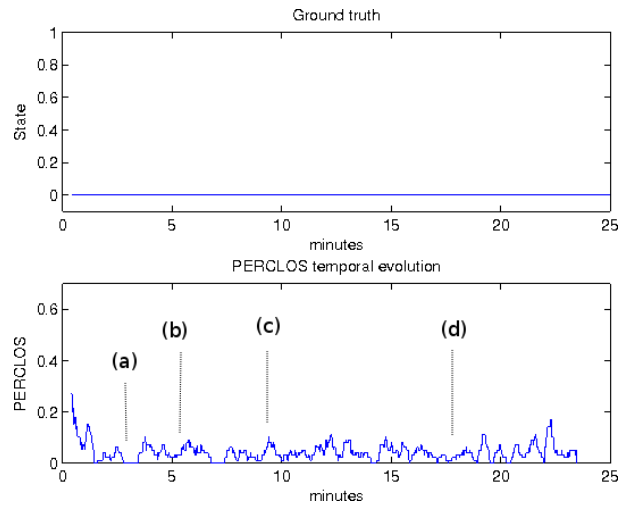 Ground truth
1
0.8
0.6
0.4
0.2
0
State
0 5 10 15 20 25
minutes
PERCLOS temporal evolution
0.6
0.4
0.2
0
PERCLOS
(a)
(b)
(c)
(d)
0 5 10 15 20 25
minutes